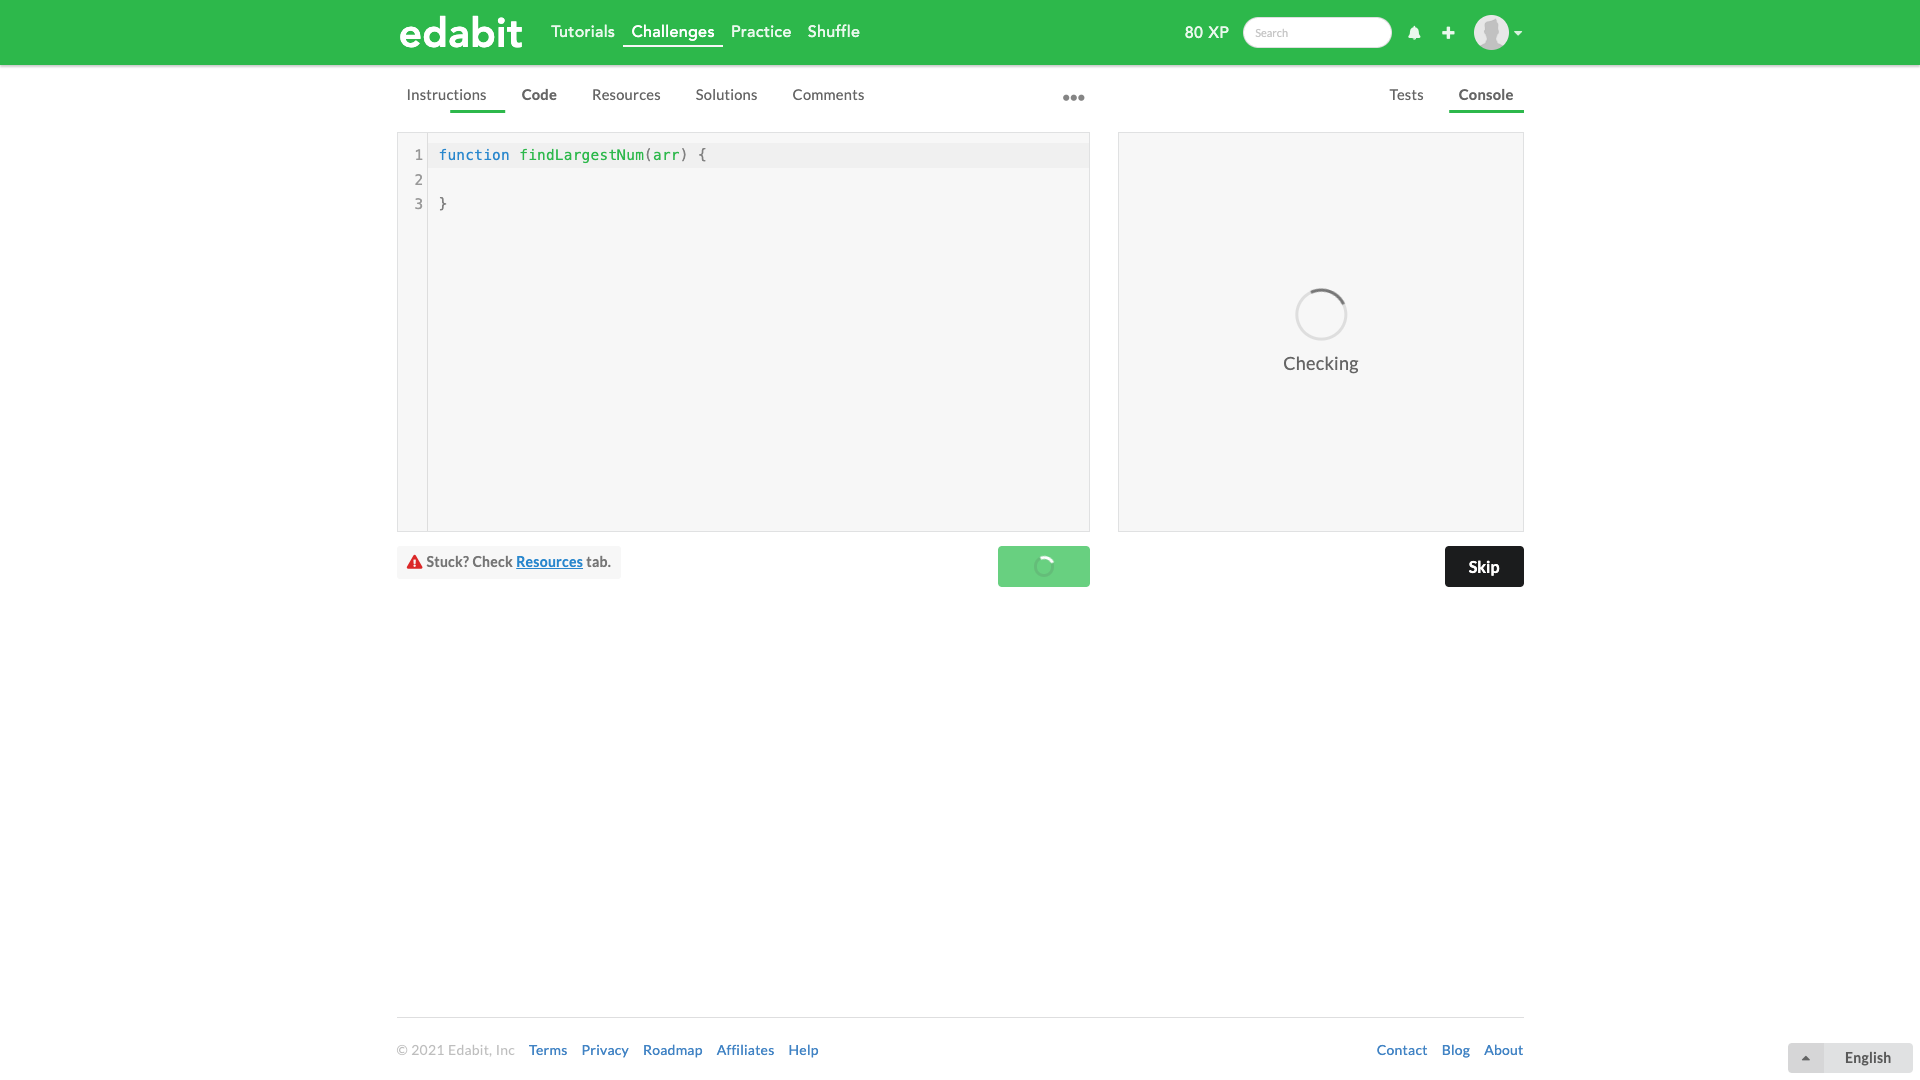 edabit Tutorials Challenges Practice Shuffle 80 XP Search
Instructions Code Resources Solutions Comments Tests Console
1 function findLargestNum(arr) {
2
3 }
Checking
Stuck? Check Resources tab.
Skip
© 2021 Edabit, Inc Terms Privacy Roadmap Affiliates Help Contact Blog About
English